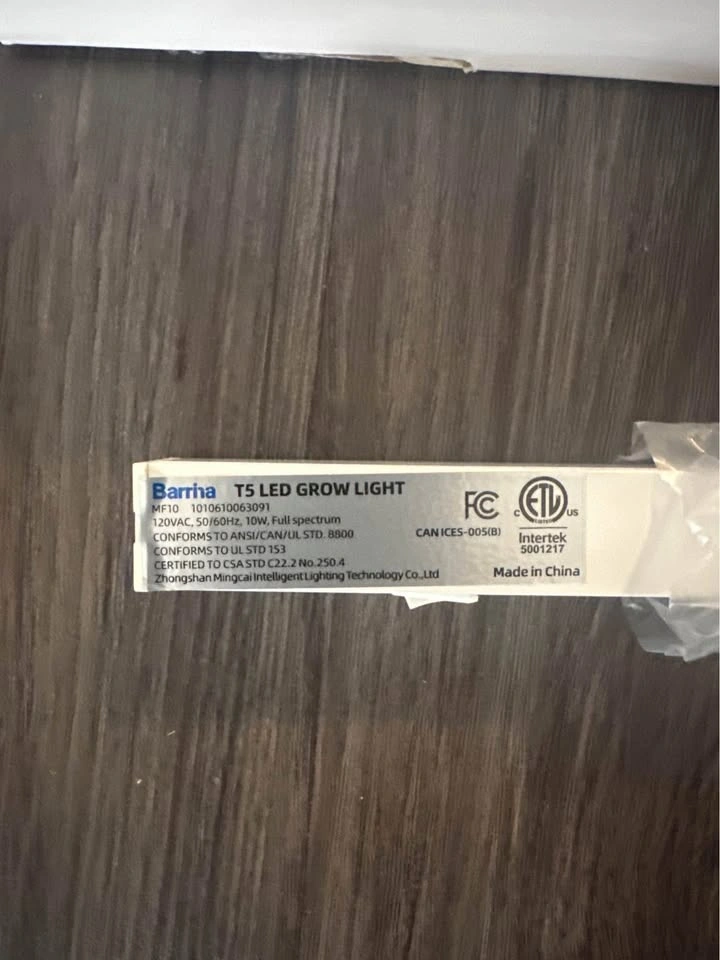 Barrina T5 LED GROW LIGHT
MF10 1010610063091
120VAC, 50/60Hz, 10W, Full spectrum
CONFORMS TO ANSI/CAN/UL STD. 8800
CONFORMS TO UL STD 153
CERTIFIED TO CSA STD C22.2 No.250.4
Zhongshan Mingcai Intelligent Lighting Technology Co.,Ltd
FC
CAN ICES-005(B)
C ETL US
Intertek
5001217
Made in China